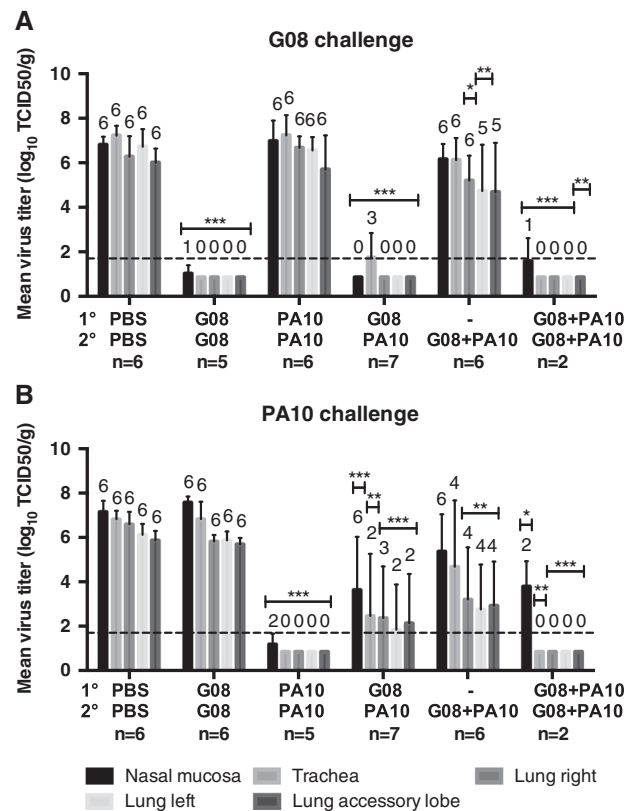 A
G08 challenge
Mean virus titer (log10 TCID50/g)
10
8
6
4
2
0
6 6 6 6 6
*** 1 0 0 0 0
6 6 6 6 6
*** 0 3 0 0 0
6 6 6 5 5 * **
*** ** 1 0 0 0 0
1° PBS G08 PA10 G08 - G08+PA10
2° PBS G08 PA10 PA10 G08+PA10 G08+PA10
n=6 n=5 n=6 n=7 n=6 n=2
B
PA10 challenge
Mean virus titer (log10 TCID50/g)
10
8
6
4
2
0
6 6 6 6 6
6 6 6 6 6
*** 2 0 0 0 0
*** ** *** 6 2 3 2 2
** 6 4 4 4 4
* ** *** 2 0 0 0 0
1° PBS G08 PA10 G08 - G08+PA10
2° PBS G08 PA10 PA10 G08+PA10 G08+PA10
n=6 n=6 n=5 n=7 n=6 n=2
Nasal mucosa Trachea Lung right
Lung left Lung accessory lobe